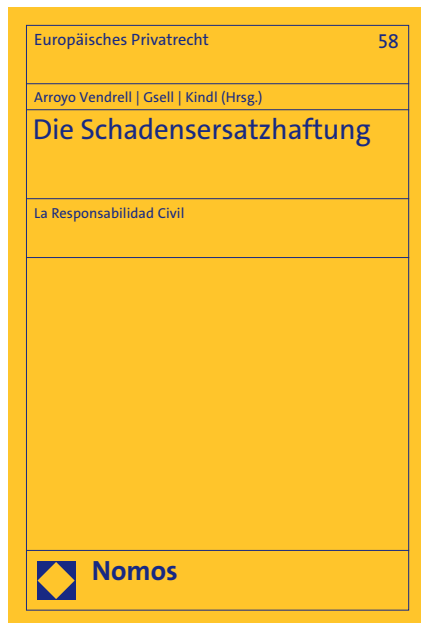 Europäisches Privatrecht 58
Arroyo Vendrell | Gsell | Kindl (Hrsg.)
Die Schadensersatzhaftung
La Responsabilidad Civil
Nomos